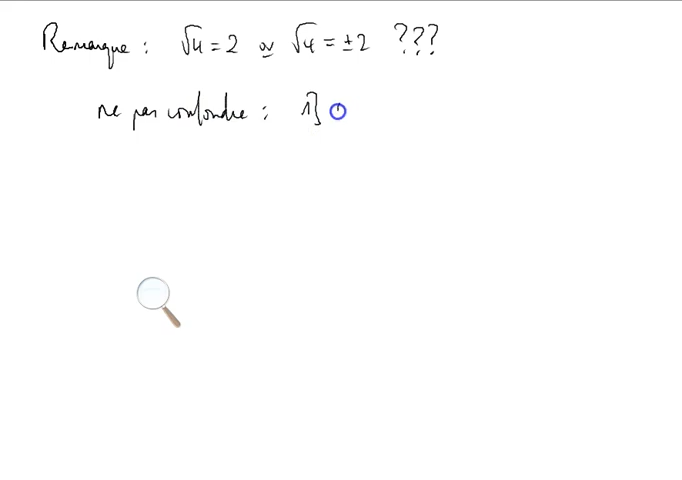 Remarque : √4 = 2 ou √4 = ±2 ???
ne pas confondre : 1)